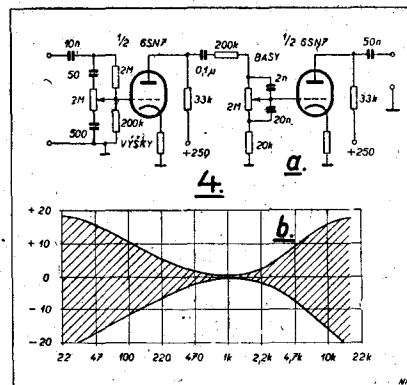 10n
1/2 6SN7
200k
BASY
1/2 6SN7
50n
50
2M
0,1µ
2n
2M
33k
2M
33k
20n
500
200k
VÝŠKY
+250
20k
a.
+250
4.
b.
+20
+10
0
-10
-20
22 47 100 220 470 1k 2,2k 4,7k 10k 22k